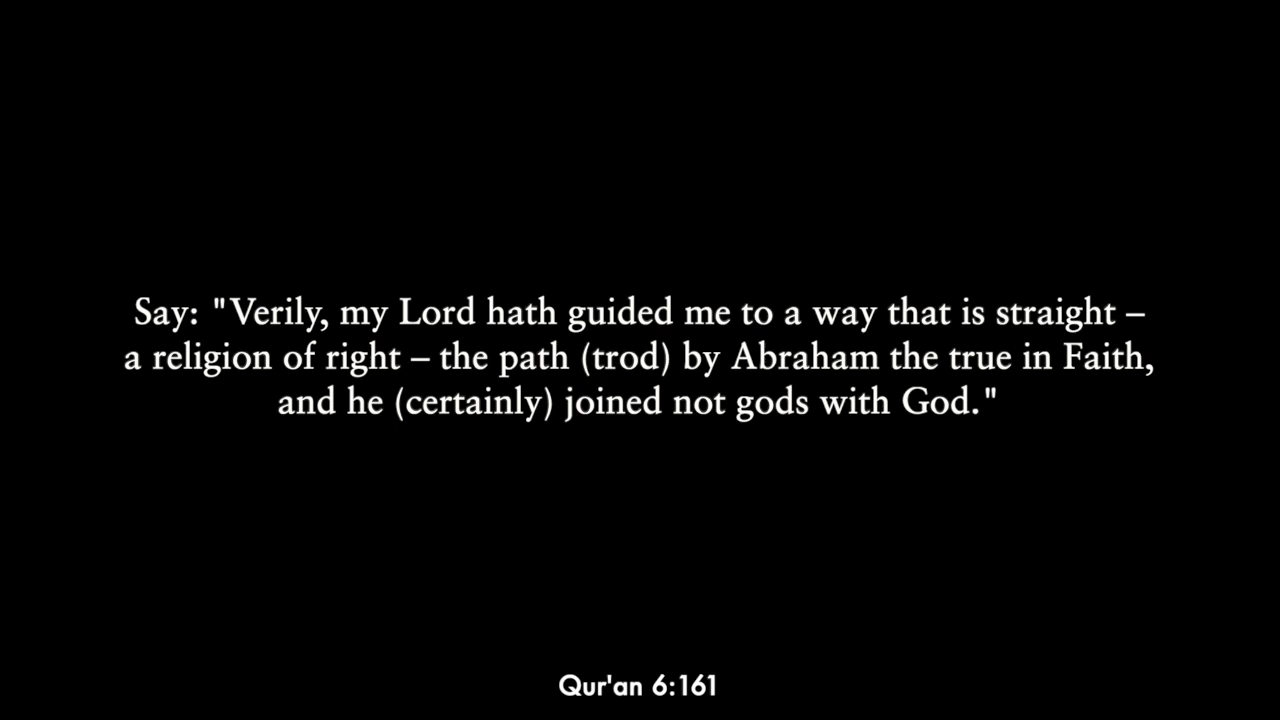 Say: "Verily, my Lord hath guided me to a way that is straight –
a religion of right – the path (trod) by Abraham the true in Faith,
and he (certainly) joined not gods with God."
Qur'an 6:161